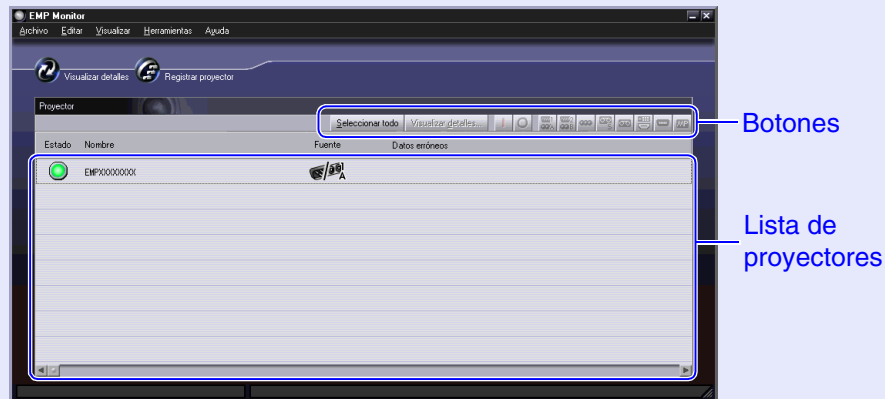 EMP Monitor
Archivo Editar Visualizar Herramientas Ayuda
Visualizar detalles Registrar proyector
Proyector
Seleccionar todo Visualizar detalles...
Botones
Estado Nombre Fuente Datos erróneos
EMPXXXXXXXX
A
Lista de
proyectores